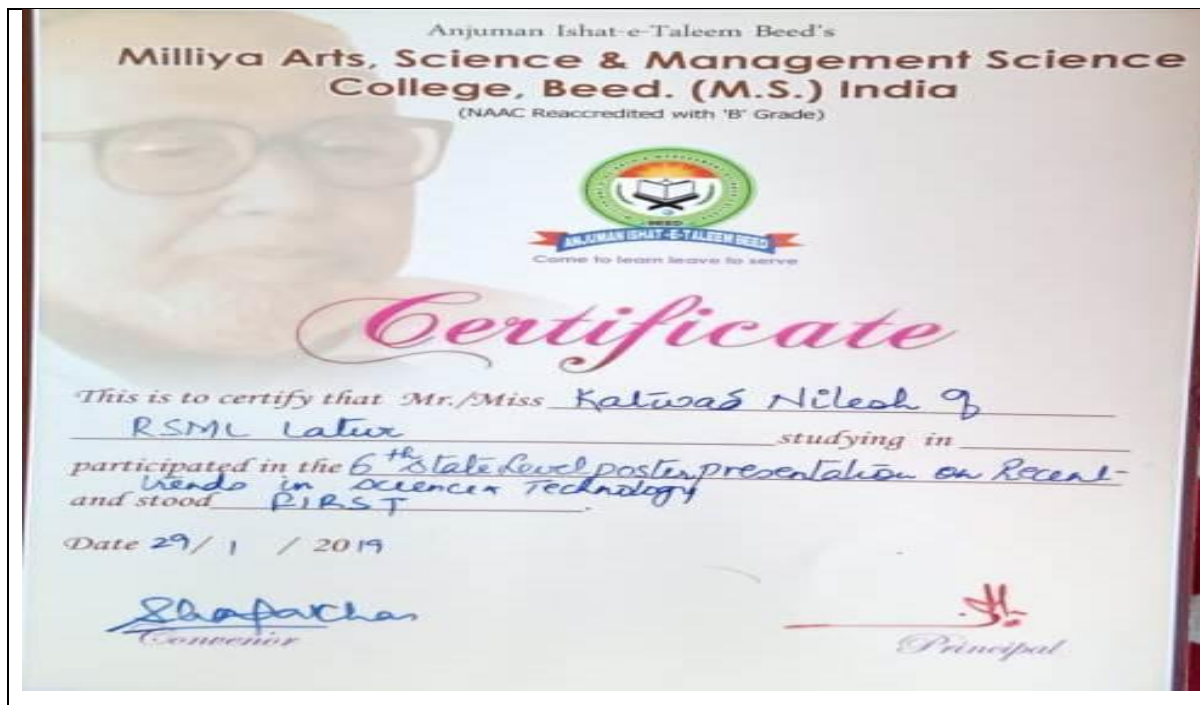 Anjuman Ishat-e-Taleem Beed's
Milliya Arts, Science & Management Science
College, Beed. (M.S.) India
(NAAC Reaccredited with 'B' Grade)
BEED
ANJUMAN ISHAT-E-TALEEM BEED
Come to learn leave to serve
Certificate
This is to certify that Mr./Miss Nilesh
RSML Latur studying in
participated in the 6th State Level poster presentation on Recent
trends in science Technology
and stood FIRST.
Date 29/ 1 / 2019
Convenor
Principal